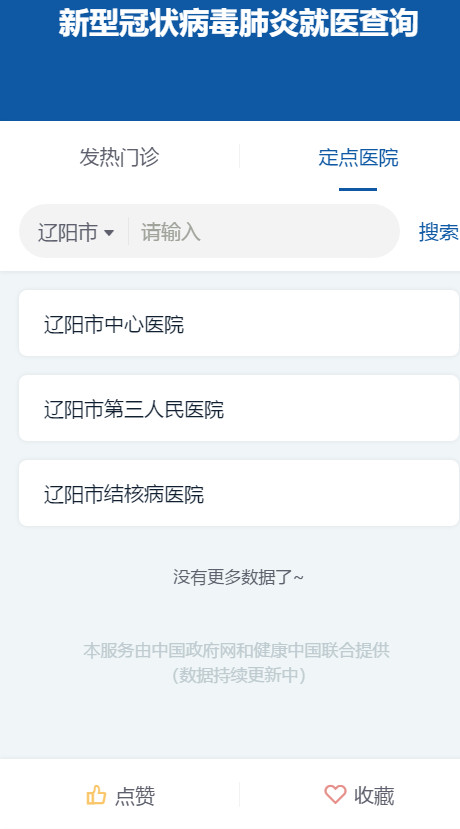 新型冠状病毒肺炎就医查询
发热门诊 定点医院
辽阳市 请输入 搜索
辽阳市中心医院
辽阳市第三人民医院
辽阳市结核病医院
没有更多数据了~
本服务由中国政府网和健康中国联合提供
（数据持续更新中）
点赞 收藏